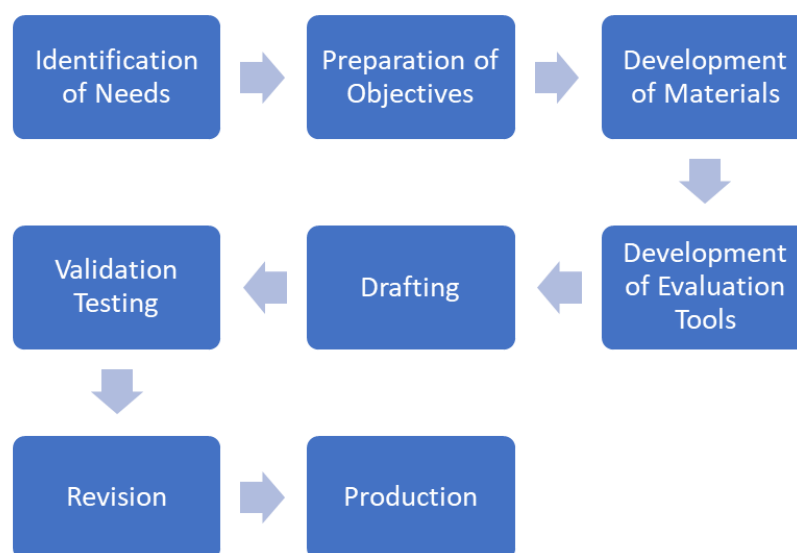 Identification
of Needs
Preparation of
Objectives
Development
of Materials
Development
of Evaluation
Tools
Drafting
Validation
Testing
Revision
Production